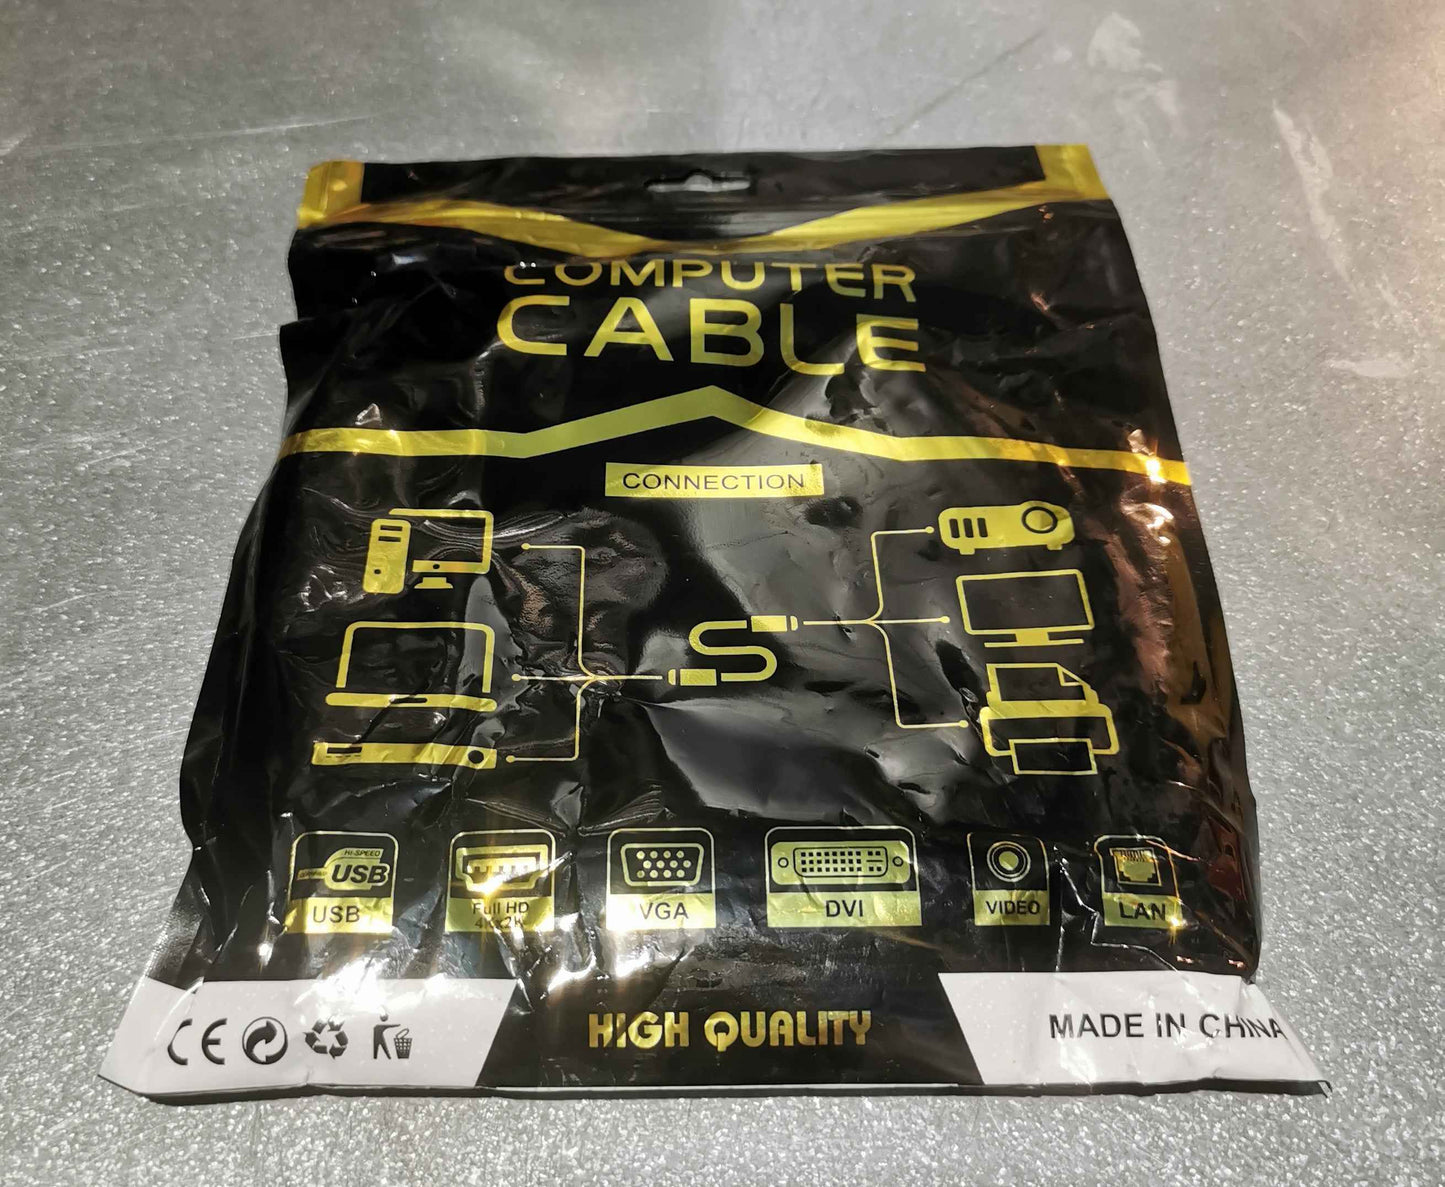 COMPUTER
CABLE
CONNECTION
HI-SPEED
USB
USB
Full HD
4Kx2K
VGA
DVI
VIDEO
LAN
CE
HIGH QUALITY
MADE IN CHINA